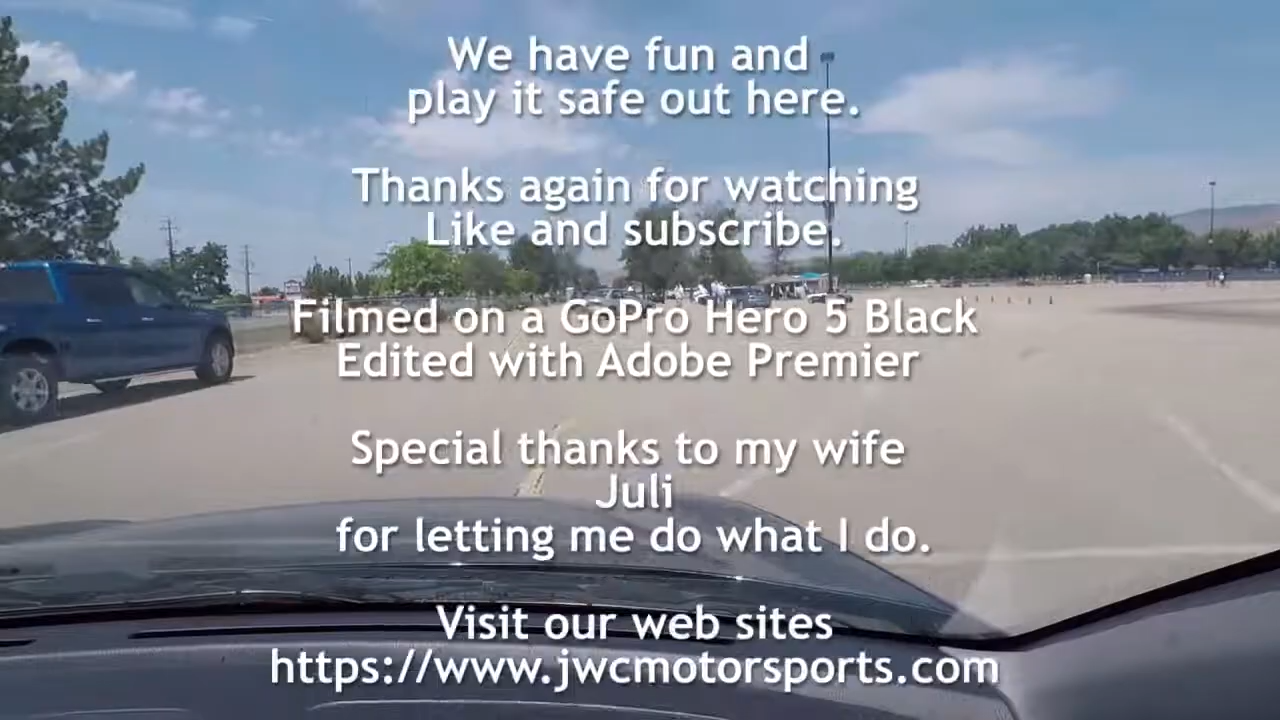 We have fun and
play it safe out here.
Thanks again for watching
Like and subscribe.
Filmed on a GoPro Hero 5 Black
Edited with Adobe Premier
Special thanks to my wife
Juli
for letting me do what I do.
Visit our web sites
https://www.jwcmotorsports.com